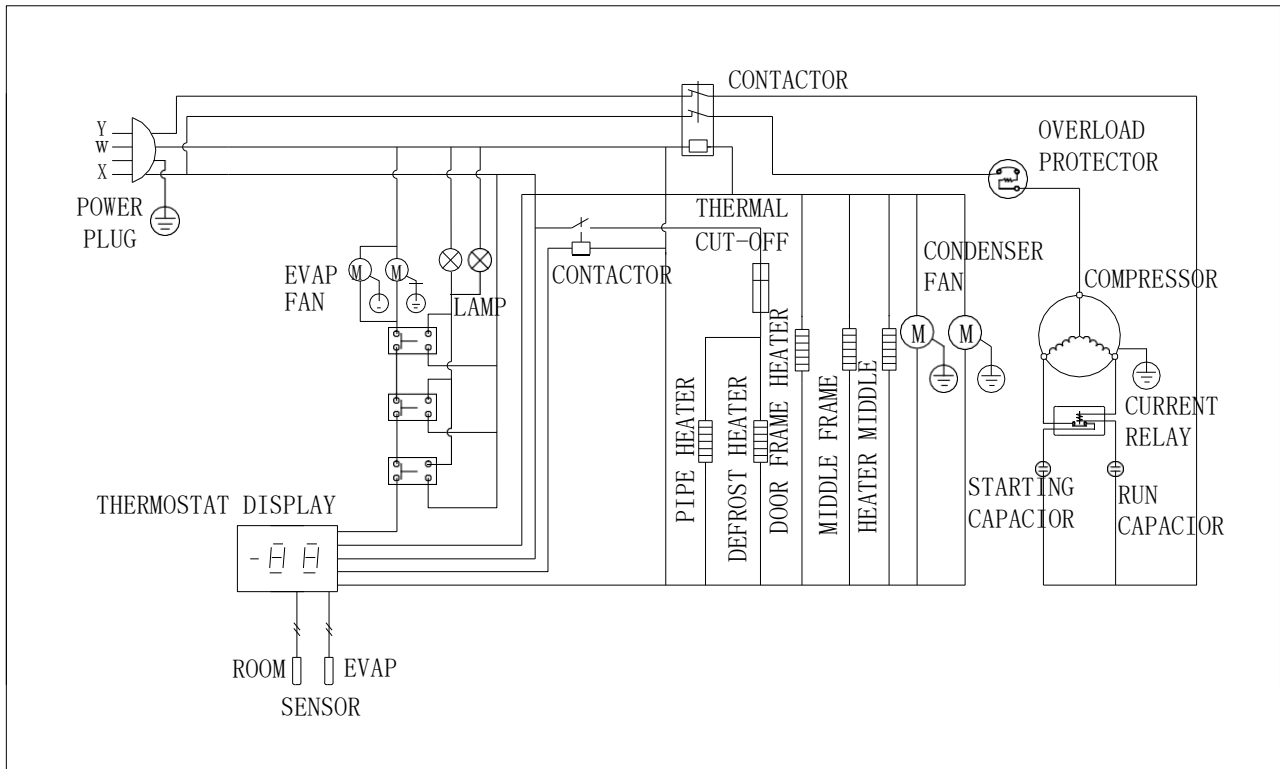 CONTACTOR
Y
W
X
POWER
PLUG
OVERLOAD
PROTECTOR
THERMAL
CUT-OFF
CONTACTOR
EVAP
FAN
M
M
LAMP
CONDENSER
FAN
M
M
COMPRESSOR
CURRENT
RELAY
PIPE HEATER
DEFROST HEATER
DOOR FRAME HEATER
MIDDLE FRAME
HEATER MIDDLE
STARTING
CAPACIOR
RUN
CAPACIOR
THERMOSTAT DISPLAY
-88
ROOM
EVAP
SENSOR